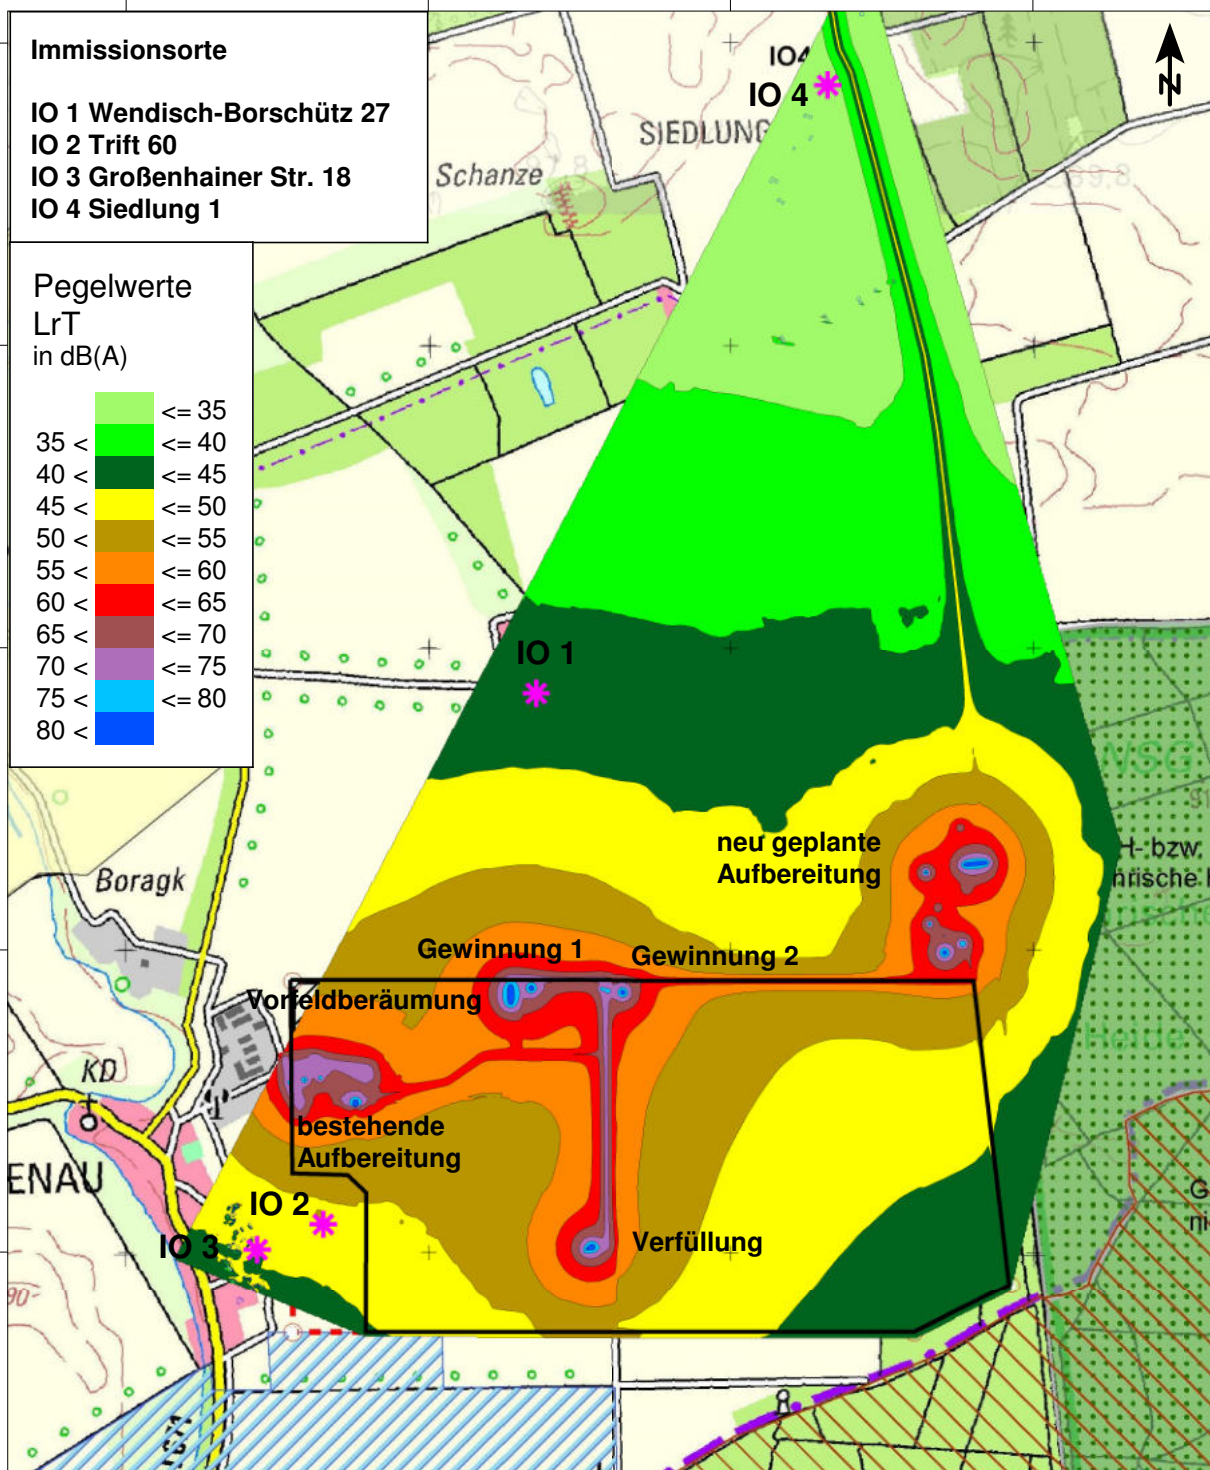 Immissionsorte
IO 1 Wendisch-Borschütz 27
IO 2 Trift 60
IO 3 Großenhainer Str. 18
IO 4 Siedlung 1
Pegelwerte
LrT
in dB(A)
<= 35
35 < <= 40
40 < <= 45
45 < <= 50
50 < <= 55
55 < <= 60
60 < <= 65
65 < <= 70
70 < <= 75
75 < <= 80
80 <
N
IO4
IO 4
SIEDLUNG
Schanze
IO 1
NSG
H- bzw.
Boragk
neu geplante
Aufbereitung
Gewinnung 1
Gewinnung 2
Vorfeldberäumung
Heide
KD
bestehende
Aufbereitung
ENAU
IO 2
IO 3
Verfüllung
90-